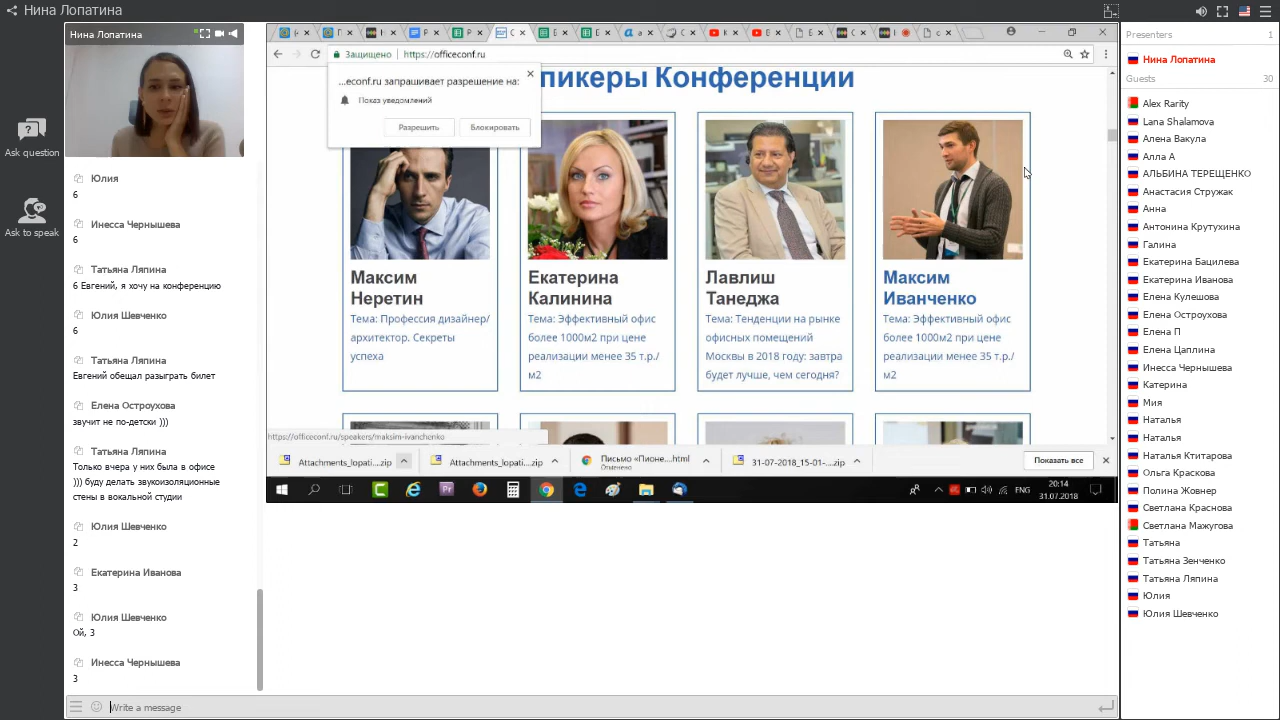 Нина Лопатина
Нина Лопатина
Ask question
Ask to speak
Юлия
6
Инесса Чернышева
6
Татьяна Ляпина
6 Евгений, я хочу на конференцию
Юлия Шевченко
6
Татьяна Ляпина
Евгений обещал разыграть билет
Елена Остроухова
звучит не по-детски )))
Татьяна Ляпина
Только вчера у них была в офисе
))) буду делать звукоизоляционные
стены в вокальной студии
Юлия Шевченко
2
Екатерина Иванова
3
Юлия Шевченко
Ой, 3
Инесса Чернышева
3
Write a message
Защищено
https://officeconf.ru
...econf.ru запрашивает разрешение на:
Показ уведомлений
Разрешить
Блокировать
пикеры Конференции
Максим
Неретин
Тема: Профессия дизайнер/
архитектор. Секреты
успеха
Екатерина
Калинина
Тема: Эффективный офис
более 1000м2 при цене
реализации менее 35 т.р./
м2
Лавлиш
Танеджа
Тема: Тенденции на рынке
офисных помещений
Москвы в 2018 году: завтра
будет лучше, чем сегодня?
Максим
Иванченко
Тема: Эффективный офис
более 1000м2 при цене
реализации менее 35 т.р./
м2
https://officeconf.ru/speakers/maksim-ivanchenko
Attachments_lopati....zip
Attachments_lopati....zip
Письмо «Пионе....html
Отменено
31-07-2018_15-01-....zip
Показать все
Pr
ENG
20:14
31.07.2018
Presenters 1
Нина Лопатина
Guests 30
Alex Rarity
Lana Shalamova
Алена Вакула
Алла А
АЛЬБИНА ТЕРЕЩЕНКО
Анастасия Стружак
Анна
Антонина Крутухина
Галина
Екатерина Бацилева
Екатерина Иванова
Елена Кулешова
Елена Остроухова
Елена П
Елена Цаплина
Инесса Чернышева
Катерина
Мия
Наталья
Наталья
Наталья Ктитарова
Ольга Краскова
Полина Жовнер
Светлана Краснова
Светлана Мажугова
Татьяна
Татьяна Зенченко
Татьяна Ляпина
Юлия
Юлия Шевченко